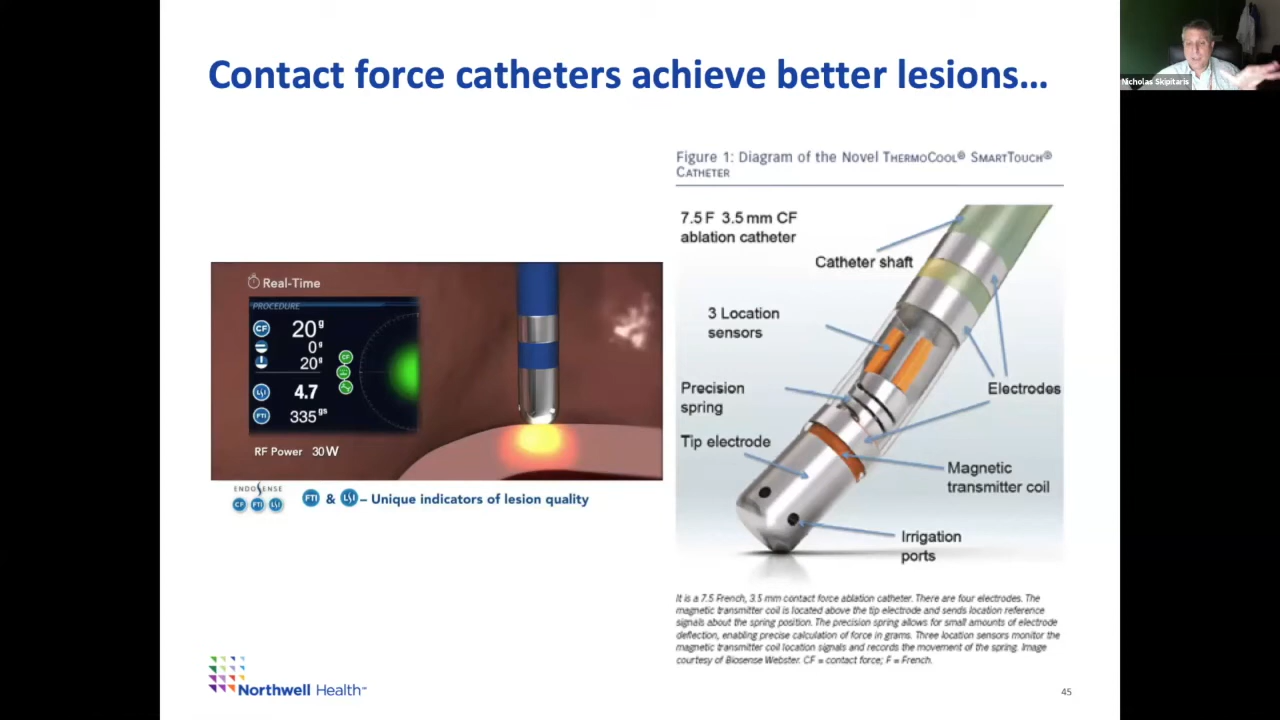 Contact force catheters achieve better lesions…
Nicholas Skipitaris
Real-Time
PROCEDURE
CF 20g
0g
20g
CF
LSI 4.7
FTI 335gs
RF Power 30W
ENDOSENSE
CF FTI LSI
FTI & LSI – Unique indicators of lesion quality
Figure 1: Diagram of the Novel THERMOCOOL® SMARTTOUCH®
CATHETER
7.5 F 3.5 mm CF
ablation catheter
Catheter shaft
3 Location
sensors
Precision
spring
Electrodes
Tip electrode
Magnetic
transmitter coil
Irrigation
ports
It is a 7.5 French, 3.5 mm contact force ablation catheter. There are four electrodes. The
magnetic transmitter coil is located above the tip electrode and sends location reference
signals about the spring position. The precision spring allows for small amounts of electrode
deflection, enabling precise calculation of force in grams. Three location sensors monitor the
magnetic transmitter coil location signals and records the movement of the spring. Image
courtesy of Biosense Webster. CF = contact force; F = French.
Northwell Health℠
45